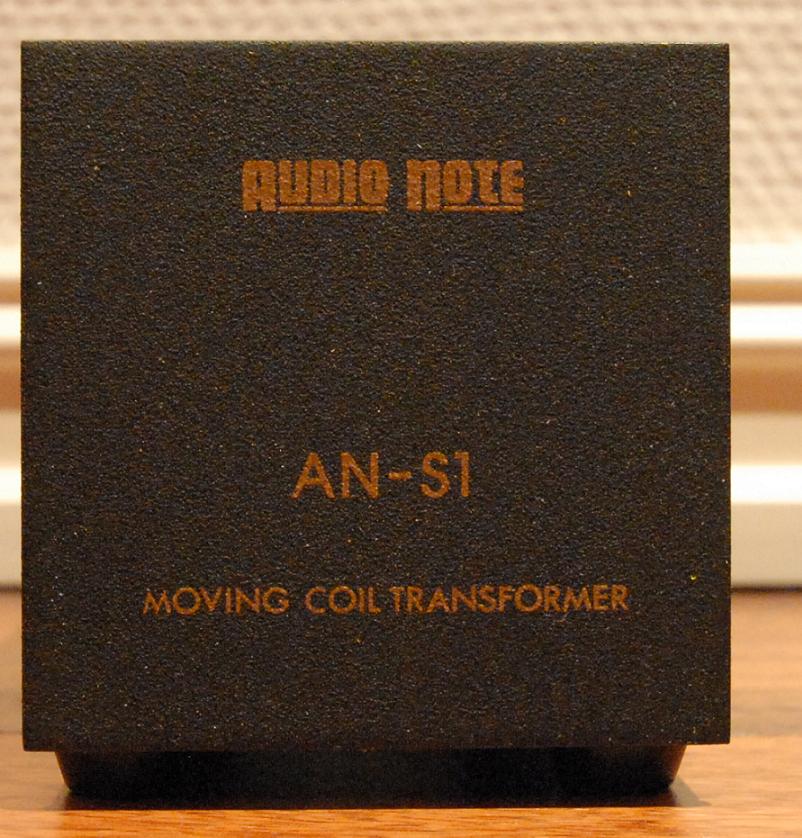 AUDIO NOTE
AN-S1
MOVING COIL TRANSFORMER